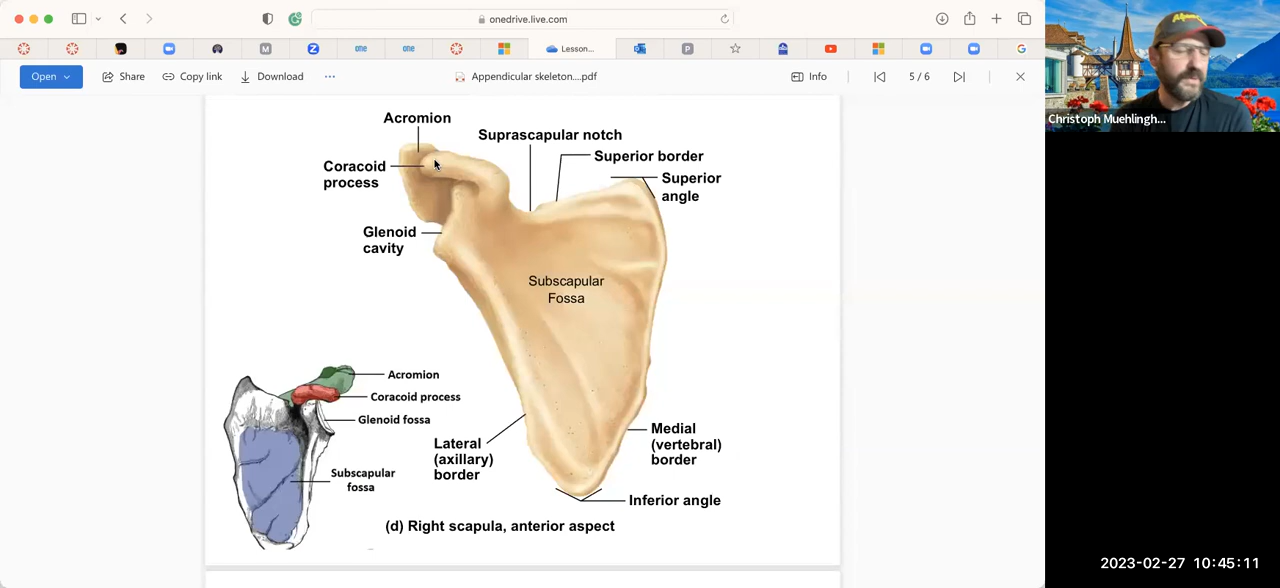 onedrive.live.com
Lesson...
Open
Share
Copy link
Download
Appendicular skeleton....pdf
Info
5 / 6
Christoph Muehlingh...
Acromion
Suprascapular notch
Coracoid
process
Superior border
Superior
angle
Glenoid
cavity
Subscapular
Fossa
Acromion
Coracoid process
Glenoid fossa
Subscapular
fossa
Lateral
(axillary)
border
Medial
(vertebral)
border
Inferior angle
(d) Right scapula, anterior aspect
2023-02-27 10:45:11